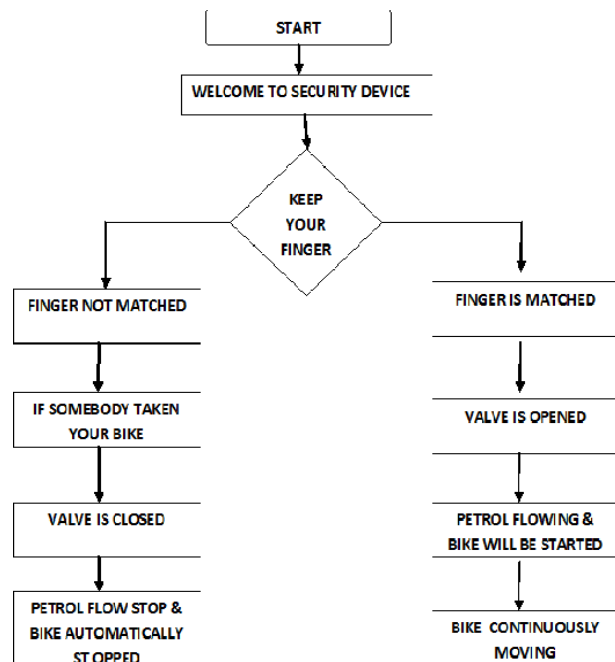 START
WELCOME TO SECURITY DEVICE
KEEP
YOUR
FINGER
FINGER NOT MATCHED
IF SOMEBODY TAKEN
YOUR BIKE
VALVE IS CLOSED
PETROL FLOW STOP &
BIKE AUTOMATICALLY
STOPPED
FINGER IS MATCHED
VALVE IS OPENED
PETROL FLOWING &
BIKE WILL BE STARTED
BIKE CONTINUOUSLY
MOVING